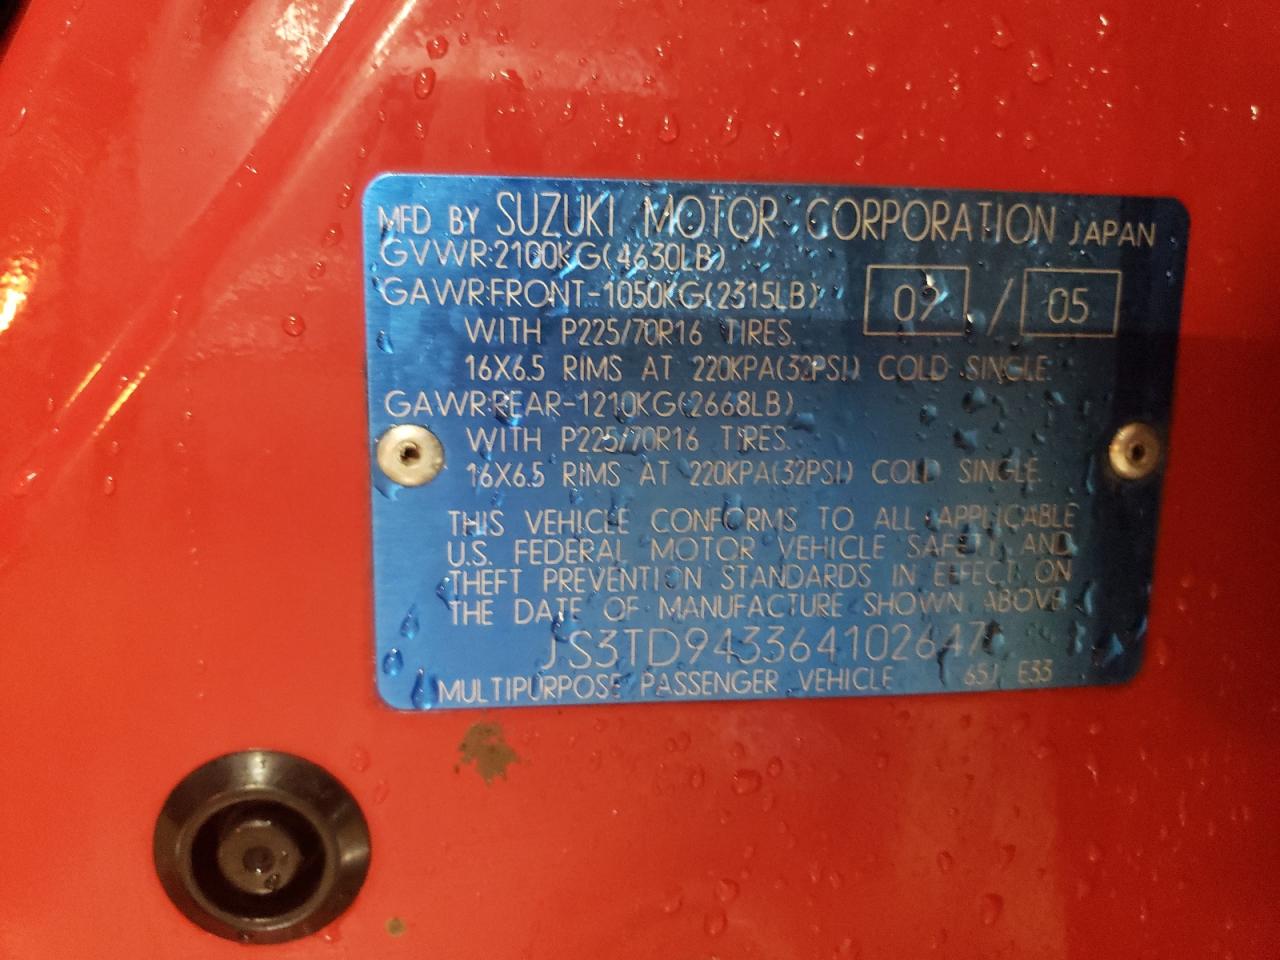 MFD BY SUZUKI MOTOR CORPORATION JAPAN
GVWR:2100KG(4630LB)
GAWR:FRONT-1050KG(2315LB) 09 / 05
WITH P225/70R16 TIRES.
16X6.5 RIMS AT 220KPA(32PSI) COLD SINGLE.
GAWR:REAR-1210KG(2668LB)
WITH P225/70R16 TIRES.
16X6.5 RIMS AT 220KPA(32PSI) COLD SINGLE.
THIS VEHICLE CONFORMS TO ALL APPLICABLE
U.S. FEDERAL MOTOR VEHICLE SAFETY AND
THEFT PREVENTION STANDARDS IN EFFECT ON
THE DATE OF MANUFACTURE SHOWN ABOVE
JS3TD943364102647
MULTIPURPOSE PASSENGER VEHICLE 65J E33